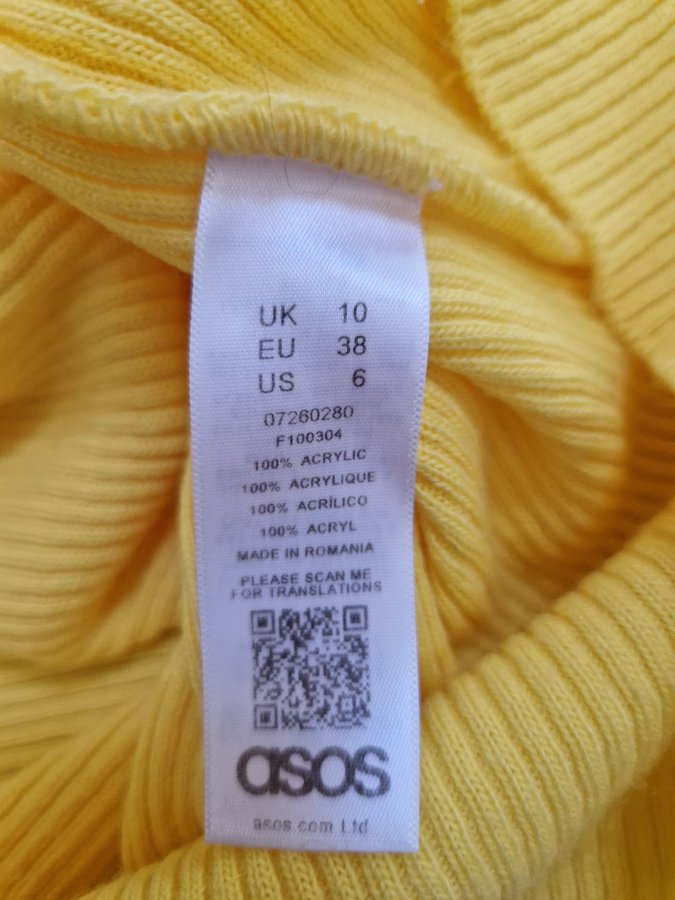 UK 10
EU 38
US 6
07260280
F100304
100% ACRYLIC
100% ACRYLIQUE
100% ACRÍLICO
100% ACRYL
MADE IN ROMANIA
PLEASE SCAN ME
FOR TRANSLATIONS
asos
asos.com Ltd